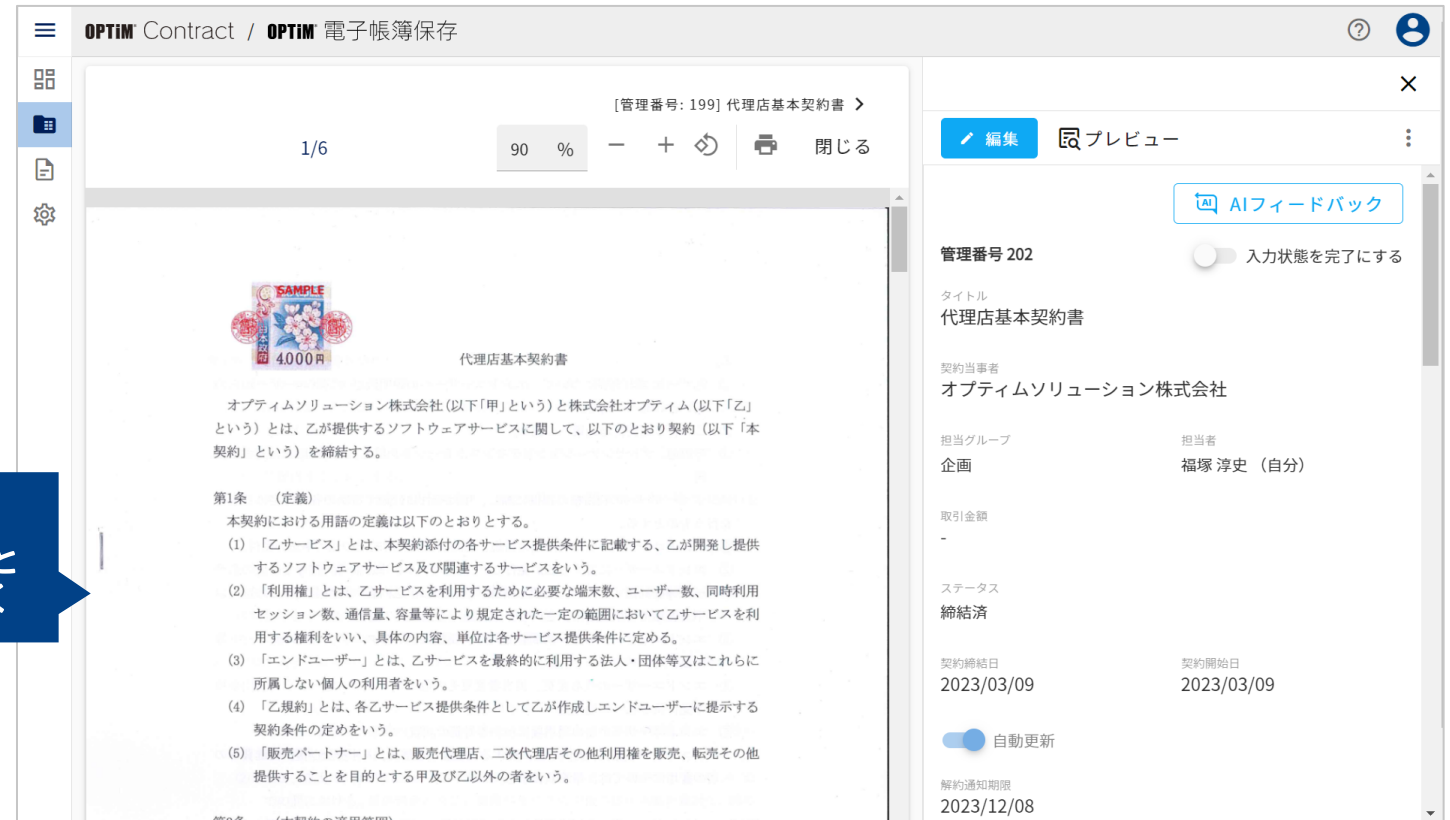 OPTiM Contract / OPTiM 電子帳簿保存
[管理番号: 199] 代理店基本契約書
1/6
90 %
閉じる
SAMPLE
日本政府
4000円
代理店基本契約書
オプティムソリューション株式会社（以下「甲」という）と株式会社オプティム（以下「乙」
という）とは、乙が提供するソフトウェアサービスに関して、以下のとおり契約（以下「本
契約」という）を締結する。
第1条 （定義）
本契約における用語の定義は以下のとおりとする。
(1) 「乙サービス」とは、本契約添付の各サービス提供条件に記載する、乙が開発し提供
するソフトウェアサービス及び関連するサービスをいう。
(2) 「利用権」とは、乙サービスを利用するために必要な端末数、ユーザー数、同時利用
セッション数、通信量、容量等により規定された一定の範囲において乙サービスを利
用する権利をいい、具体の内容、単位は各サービス提供条件に定める。
(3) 「エンドユーザー」とは、乙サービスを最終的に利用する法人・団体等又はこれらに
所属しない個人の利用者をいう。
(4) 「乙規約」とは、各乙サービス提供条件として乙が作成しエンドユーザーに提示する
契約条件の定めをいう。
(5) 「販売パートナー」とは、販売代理店、二次代理店その他利用権を販売、転売その他
提供することを目的とする甲及び乙以外の者をいう。
編集
プレビュー
AI AIフィードバック
管理番号 202
入力状態を完了にする
タイトル
代理店基本契約書
契約当事者
オプティムソリューション株式会社
担当グループ 担当者
企画 福塚 淳史 （自分）
取引金額
-
ステータス
締結済
契約締結日 契約開始日
2023/03/09 2023/03/09
自動更新
解約通知期限
2023/12/08